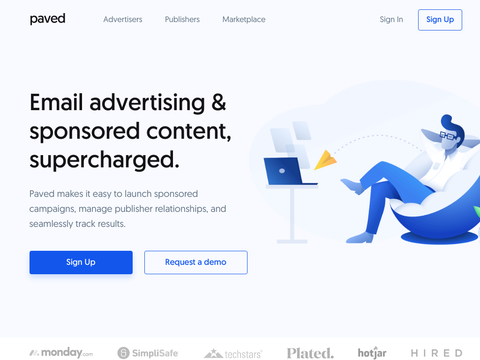 paved
Advertisers
Publishers
Marketplace
Sign In
Sign Up
Email advertising &
sponsored content,
supercharged.
Paved makes it easy to launch sponsored
campaigns, manage publisher relationships, and
seamlessly track results.
Sign Up
Request a demo
monday.com
SimpliSafe
techstars
Plated.
hotjar
HIRED